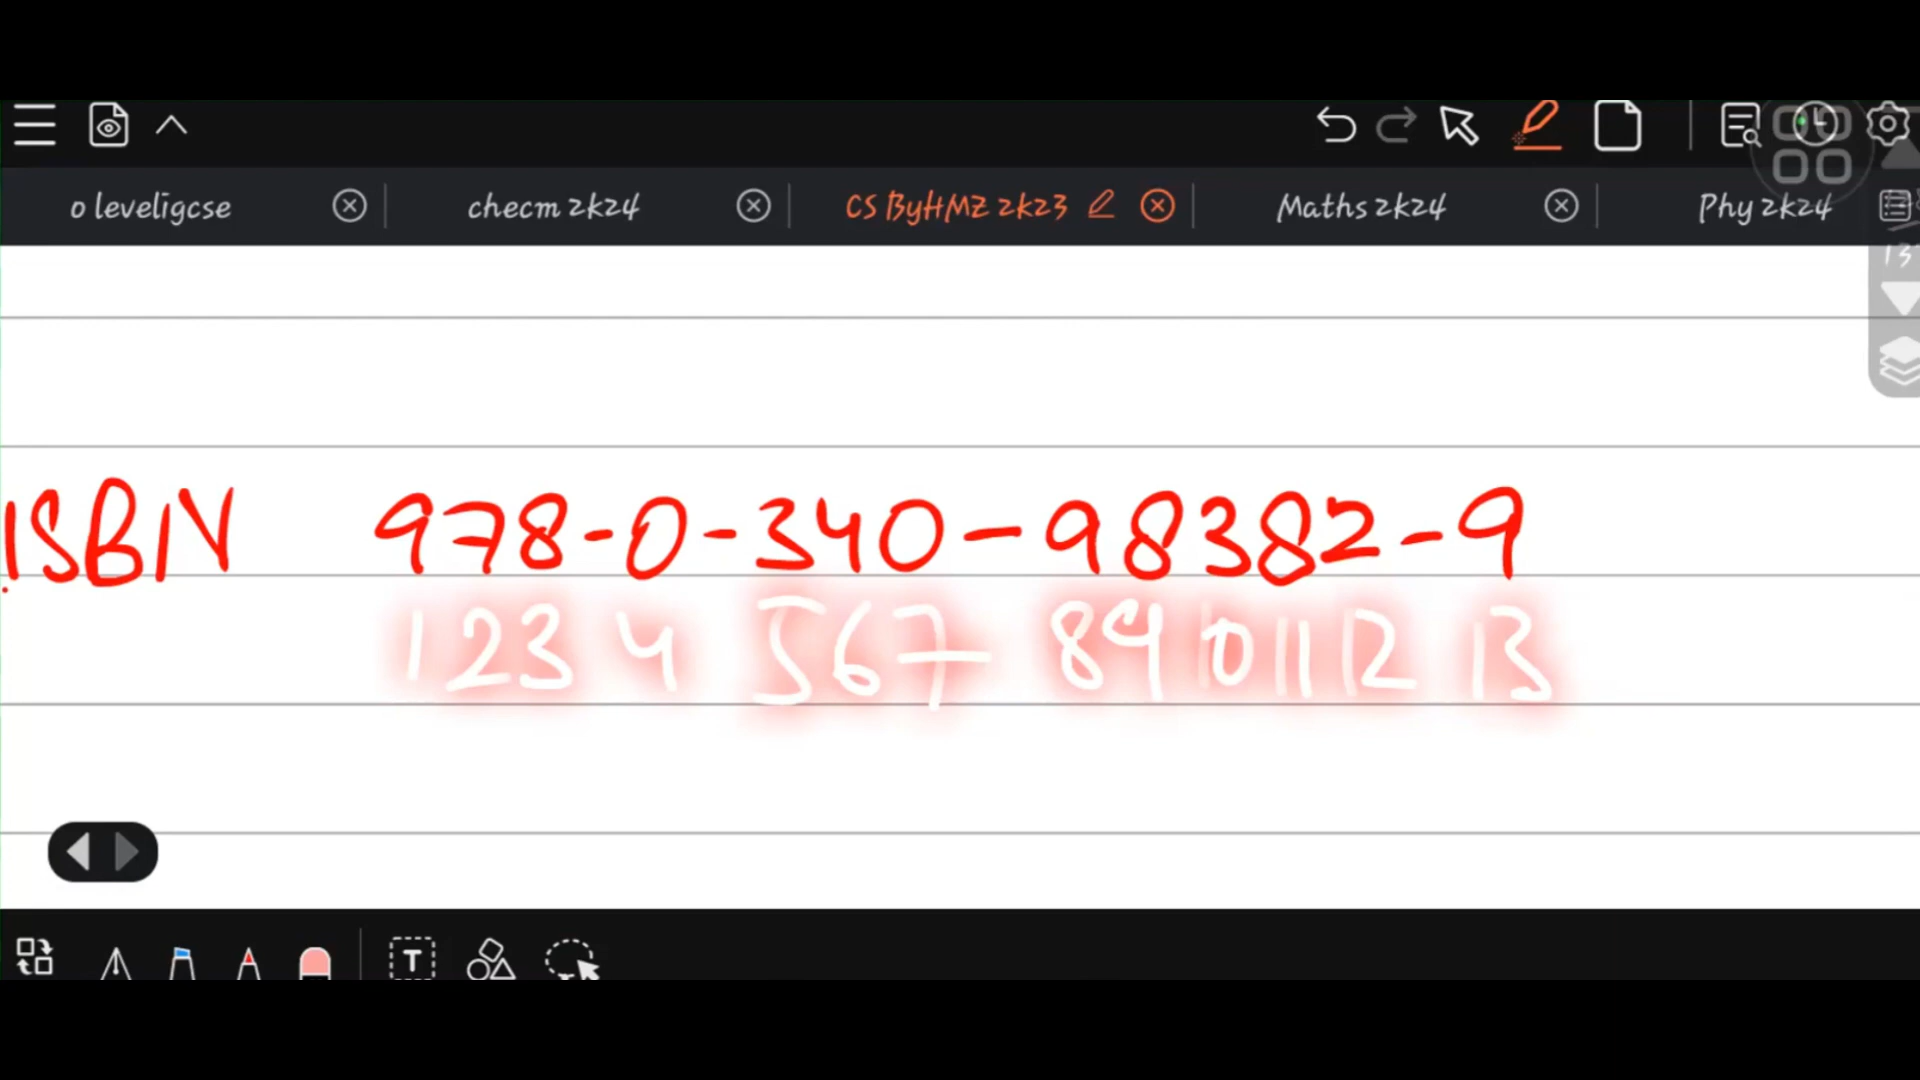 o leveligcse checm 2k24 CS ByHMZ 2k23 Maths 2k24 Phy 2k24
13
ISBN 978-0-340-98382-9
1 2 3 4 5 6 7 8 9 10 11 12 13
T